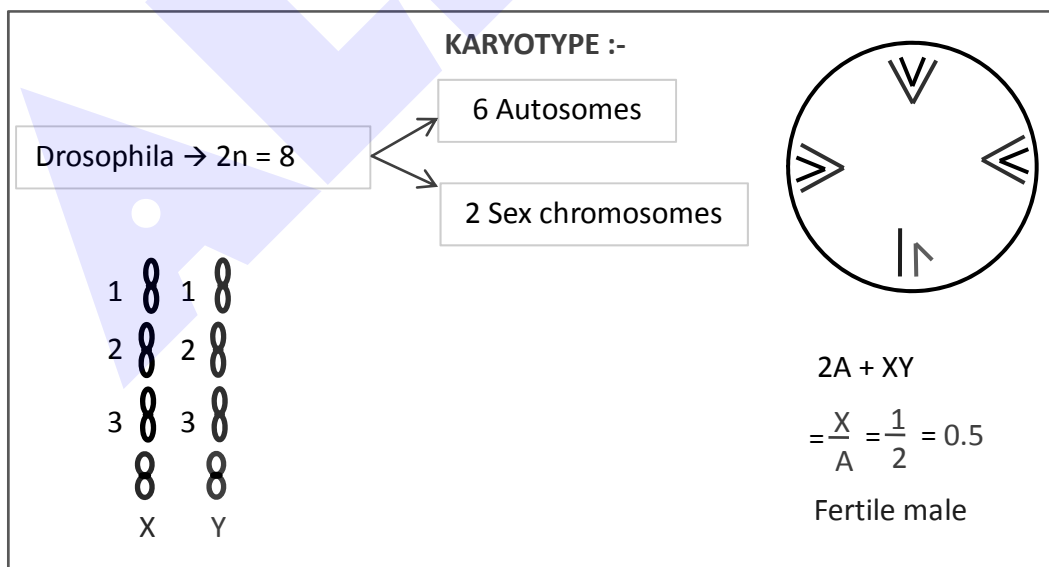 KARYOTYPE :-
6 Autosomes
Drosophila → 2n = 8
2 Sex chromosomes
1 1
2 2
3 3
X Y
2A + XY
= X/A = 1/2 = 0.5
Fertile male